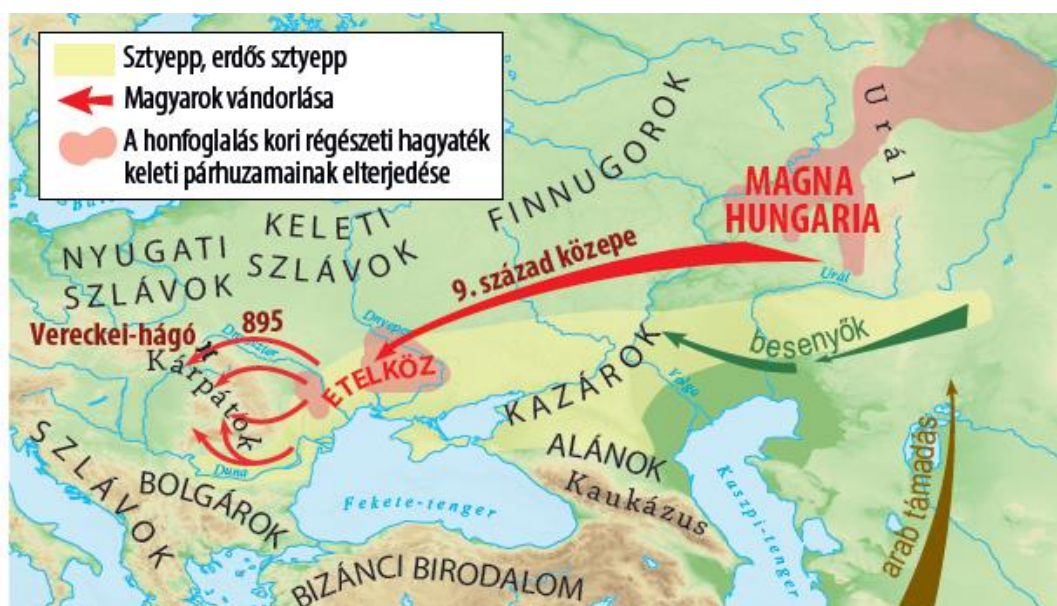 Sztyepp, erdős sztyepp
Magyarok vándorlása
A honfoglalás kori régészeti hagyaték
keleti párhuzamainak elterjedése
Urál
MAGNA
HUNGARIA
FINNUGOROK
KELETI
SZLÁVOK
NYUGATI
SZLÁVOK
9. század közepe
Urál
Vereckei-hágó
895
Dnyeszter
Kárpátok
ETELKÖZ
besenyők
KAZÁROK
Volga
ALÁNOK
Kaukázus
SZLÁVOK
Duna
BOLGÁROK
Fekete-tenger
Kaszpi-tenger
arab támadás
BIZÁNCI BIRODALOM